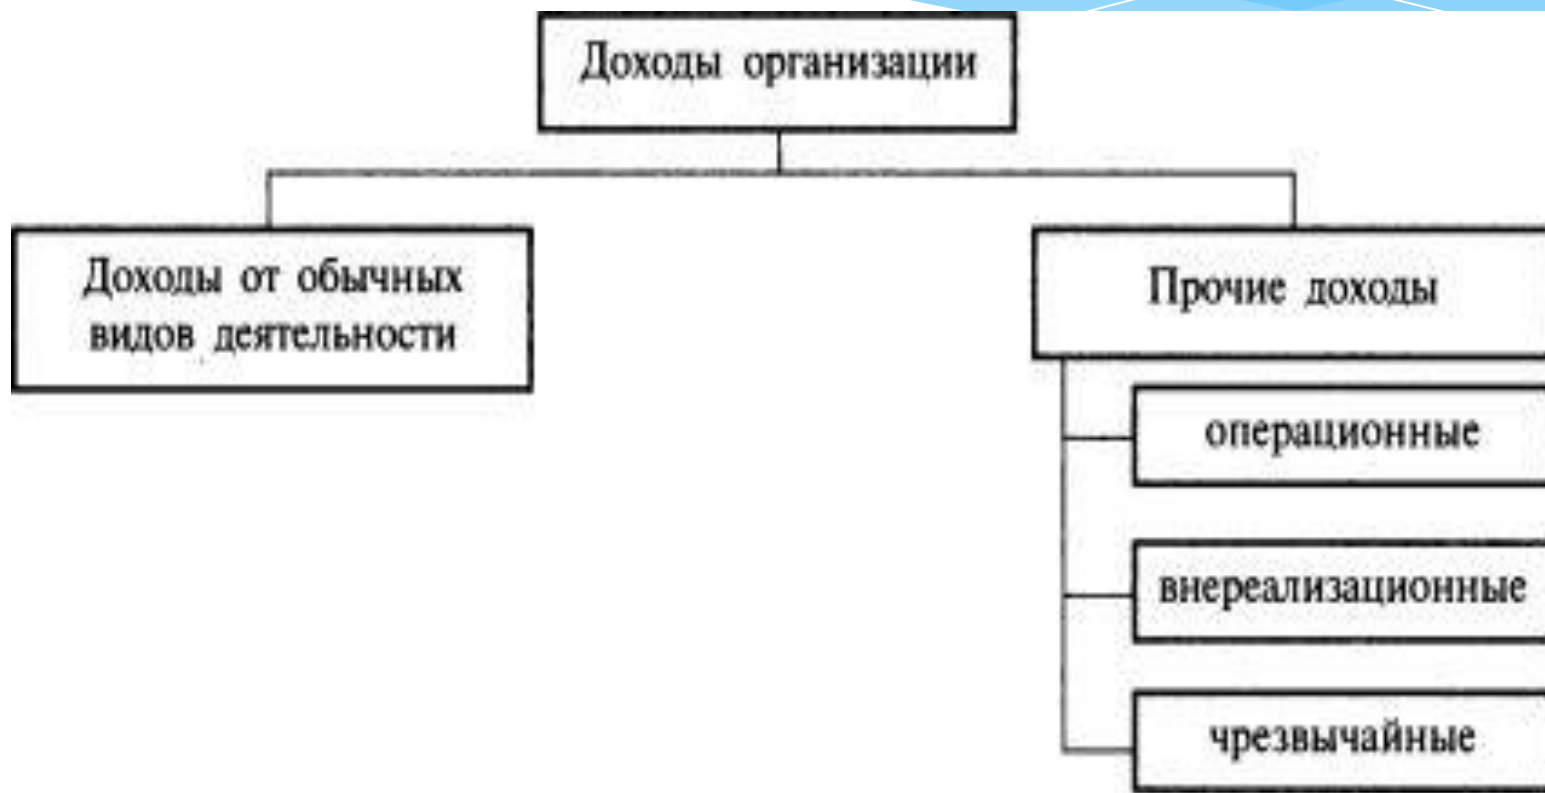 Доходы организации
Доходы от обычных
видов деятельности
Прочие доходы
операционные
внереализационные
чрезвычайные